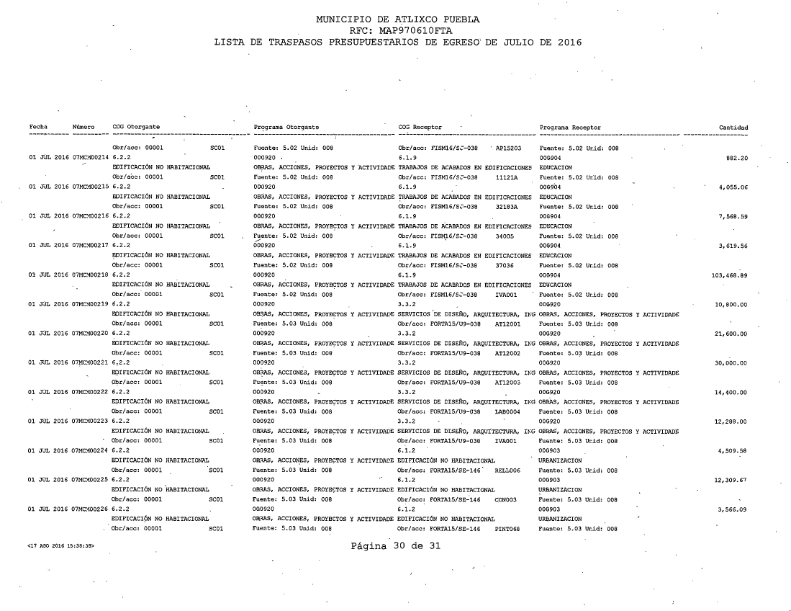 MUNICIPIO DE ATLIXCO PUEBLA
RFC: MAP970610FTA
LISTA DE TRASPASOS PRESUPUESTARIOS DE EGRESO DE JULIO DE 2016
Fecha Número COG Otorgante Programa Otorgante COG Receptor Programa Receptor Cantidad
Obr/acc: 00001 SC01 Fuente: 5.02 Unid: 008 Obr/acc: FISM16/SJ-038 AP15203 Fuente: 5.02 Unid: 008
01 JUL 2016 07MCM00214 6.2.2 000920 6.1.9 000904 882.20
EDIFICACIÓN NO HABITACIONAL OBRAS, ACCIONES, PROYECTOS Y ACTIVIDADE TRABAJOS DE ACABADOS EN EDIFICACIONES EDUCACION
Obr/acc: 00001 SC01 Fuente: 5.02 Unid: 008 Obr/acc: FISM16/SJ-038 11121A Fuente: 5.02 Unid: 008
01 JUL 2016 07MCM00215 6.2.2 000920 6.1.9 000904 4,055.06
EDIFICACIÓN NO HABITACIONAL OBRAS, ACCIONES, PROYECTOS Y ACTIVIDADE TRABAJOS DE ACABADOS EN EDIFICACIONES EDUCACION
Obr/acc: 00001 SC01 Fuente: 5.02 Unid: 008 Obr/acc: FISM16/SJ-038 32183A Fuente: 5.02 Unid: 008
01 JUL 2016 07MCM00216 6.2.2 000920 6.1.9 000904 7,568.59
EDIFICACIÓN NO HABITACIONAL OBRAS, ACCIONES, PROYECTOS Y ACTIVIDADE TRABAJOS DE ACABADOS EN EDIFICACIONES EDUCACION
Obr/acc: 00001 SC01 Fuente: 5.02 Unid: 008 Obr/acc: FISM16/SJ-038 34005 Fuente: 5.02 Unid: 008
01 JUL 2016 07MCM00217 6.2.2 000920 6.1.9 000904 3,619.56
EDIFICACIÓN NO HABITACIONAL OBRAS, ACCIONES, PROYECTOS Y ACTIVIDADE TRABAJOS DE ACABADOS EN EDIFICACIONES EDUCACION
Obr/acc: 00001 SC01 Fuente: 5.02 Unid: 008 Obr/acc: FISM16/SJ-038 37036 Fuente: 5.02 Unid: 008
01 JUL 2016 07MCM00218 6.2.2 000920 6.1.9 000904 103,468.89
EDIFICACIÓN NO HABITACIONAL OBRAS, ACCIONES, PROYECTOS Y ACTIVIDADE TRABAJOS DE ACABADOS EN EDIFICACIONES EDUCACION
Obr/acc: 00001 SC01 Fuente: 5.02 Unid: 008 Obr/acc: FISM16/SJ-038 IVA001 Fuente: 5.02 Unid: 008
01 JUL 2016 07MCM00219 6.2.2 000920 3.3.2 000920 10,800.00
EDIFICACIÓN NO HABITACIONAL OBRAS, ACCIONES, PROYECTOS Y ACTIVIDADE SERVICIOS DE DISEÑO, ARQUITECTURA, ING OBRAS, ACCIONES, PROYECTOS Y ACTIVIDADE
Obr/acc: 00001 SC01 Fuente: 5.03 Unid: 008 Obr/acc: FORTA15/U9-038 AT12001 Fuente: 5.03 Unid: 008
01 JUL 2016 07MCM00220 6.2.2 000920 3.3.2 000920 21,600.00
EDIFICACIÓN NO HABITACIONAL OBRAS, ACCIONES, PROYECTOS Y ACTIVIDADE SERVICIOS DE DISEÑO, ARQUITECTURA, ING OBRAS, ACCIONES, PROYECTOS Y ACTIVIDADE
Obr/acc: 00001 SC01 Fuente: 5.03 Unid: 008 Obr/acc: FORTA15/U9-038 AT12002 Fuente: 5.03 Unid: 008
01 JUL 2016 07MCM00221 6.2.2 000920 3.3.2 000920 30,000.00
EDIFICACIÓN NO HABITACIONAL OBRAS, ACCIONES, PROYECTOS Y ACTIVIDADE SERVICIOS DE DISEÑO, ARQUITECTURA, ING OBRAS, ACCIONES, PROYECTOS Y ACTIVIDADE
Obr/acc: 00001 SC01 Fuente: 5.03 Unid: 008 Obr/acc: FORTA15/U9-038 AT12003 Fuente: 5.03 Unid: 008
01 JUL 2016 07MCM00222 6.2.2 000920 3.3.2 000920 14,400.00
EDIFICACIÓN NO HABITACIONAL OBRAS, ACCIONES, PROYECTOS Y ACTIVIDADE SERVICIOS DE DISEÑO, ARQUITECTURA, ING OBRAS, ACCIONES, PROYECTOS Y ACTIVIDADE
Obr/acc: 00001 SC01 Fuente: 5.03 Unid: 008 Obr/acc: FORTA15/U9-038 LAB0004 Fuente: 5.03 Unid: 008
01 JUL 2016 07MCM00223 6.2.2 000920 3.3.2 000920 12,288.00
EDIFICACIÓN NO HABITACIONAL OBRAS, ACCIONES, PROYECTOS Y ACTIVIDADE SERVICIOS DE DISEÑO, ARQUITECTURA, ING OBRAS, ACCIONES, PROYECTOS Y ACTIVIDADE
Obr/acc: 00001 SC01 Fuente: 5.03 Unid: 008 Obr/acc: FORTA15/U9-038 IVA001 Fuente: 5.03 Unid: 008
01 JUL 2016 07MCM00224 6.2.2 000920 6.1.2 000903 4,509.58
EDIFICACIÓN NO HABITACIONAL OBRAS, ACCIONES, PROYECTOS Y ACTIVIDADE EDIFICACIÓN NO HABITACIONAL URBANIZACION
Obr/acc: 00001 SC01 Fuente: 5.03 Unid: 008 Obr/acc: FORTA15/SE-146 RELL006 Fuente: 5.03 Unid: 008
01 JUL 2016 07MCM00225 6.2.2 000920 6.1.2 000903 12,309.67
EDIFICACIÓN NO HABITACIONAL OBRAS, ACCIONES, PROYECTOS Y ACTIVIDADE EDIFICACIÓN NO HABITACIONAL URBANIZACION
Obr/acc: 00001 SC01 Fuente: 5.03 Unid: 008 Obr/acc: FORTA15/SE-146 CON003 Fuente: 5.03 Unid: 008
01 JUL 2016 07MCM00226 6.2.2 000920 6.1.2 000903 3,566.09
EDIFICACIÓN NO HABITACIONAL OBRAS, ACCIONES, PROYECTOS Y ACTIVIDADE EDIFICACIÓN NO HABITACIONAL URBANIZACION
Obr/acc: 00001 SC01 Fuente: 5.03 Unid: 008 Obr/acc: FORTA15/SE-146 PINT068 Fuente: 5.03 Unid: 008
<17 AGO 2016 15:38:35> Página 30 de 31